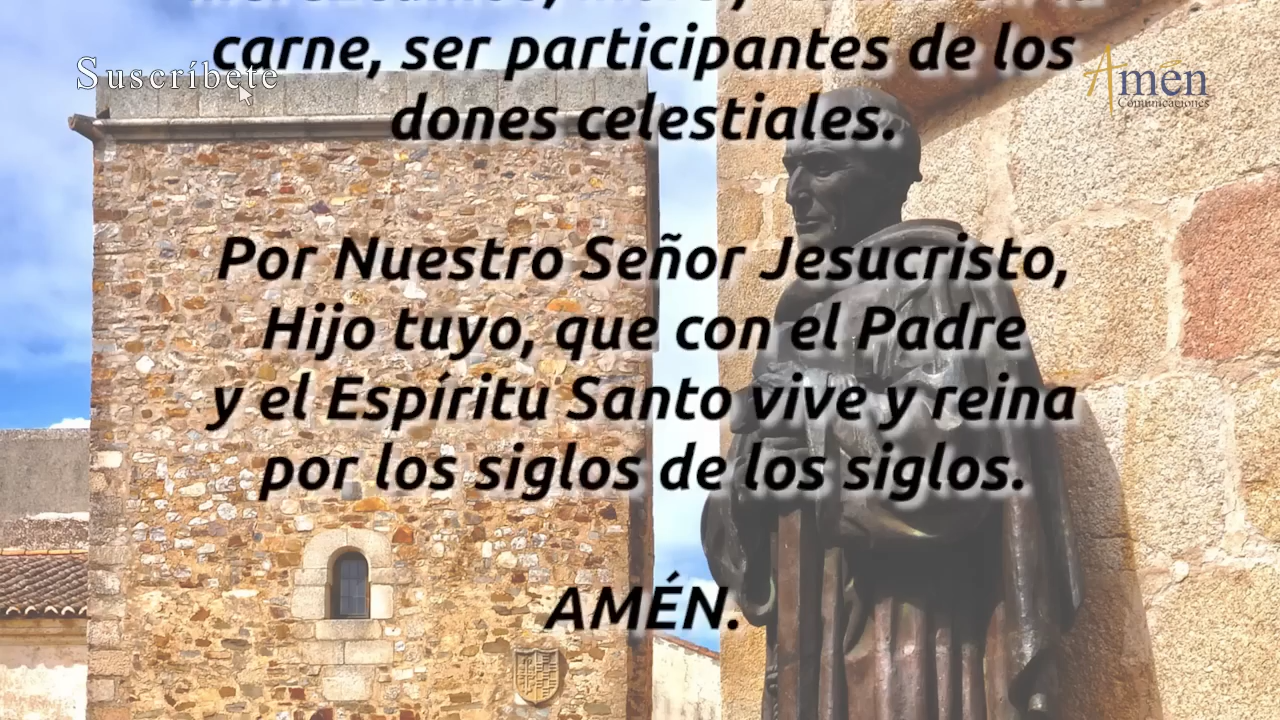 carne, ser participantes de los
dones celestiales.
Por Nuestro Señor Jesucristo,
Hijo tuyo, que con el Padre
y el Espíritu Santo vive y reina
por los siglos de los siglos.
AMÉN.
Suscríbete
Amén
Comunicaciones